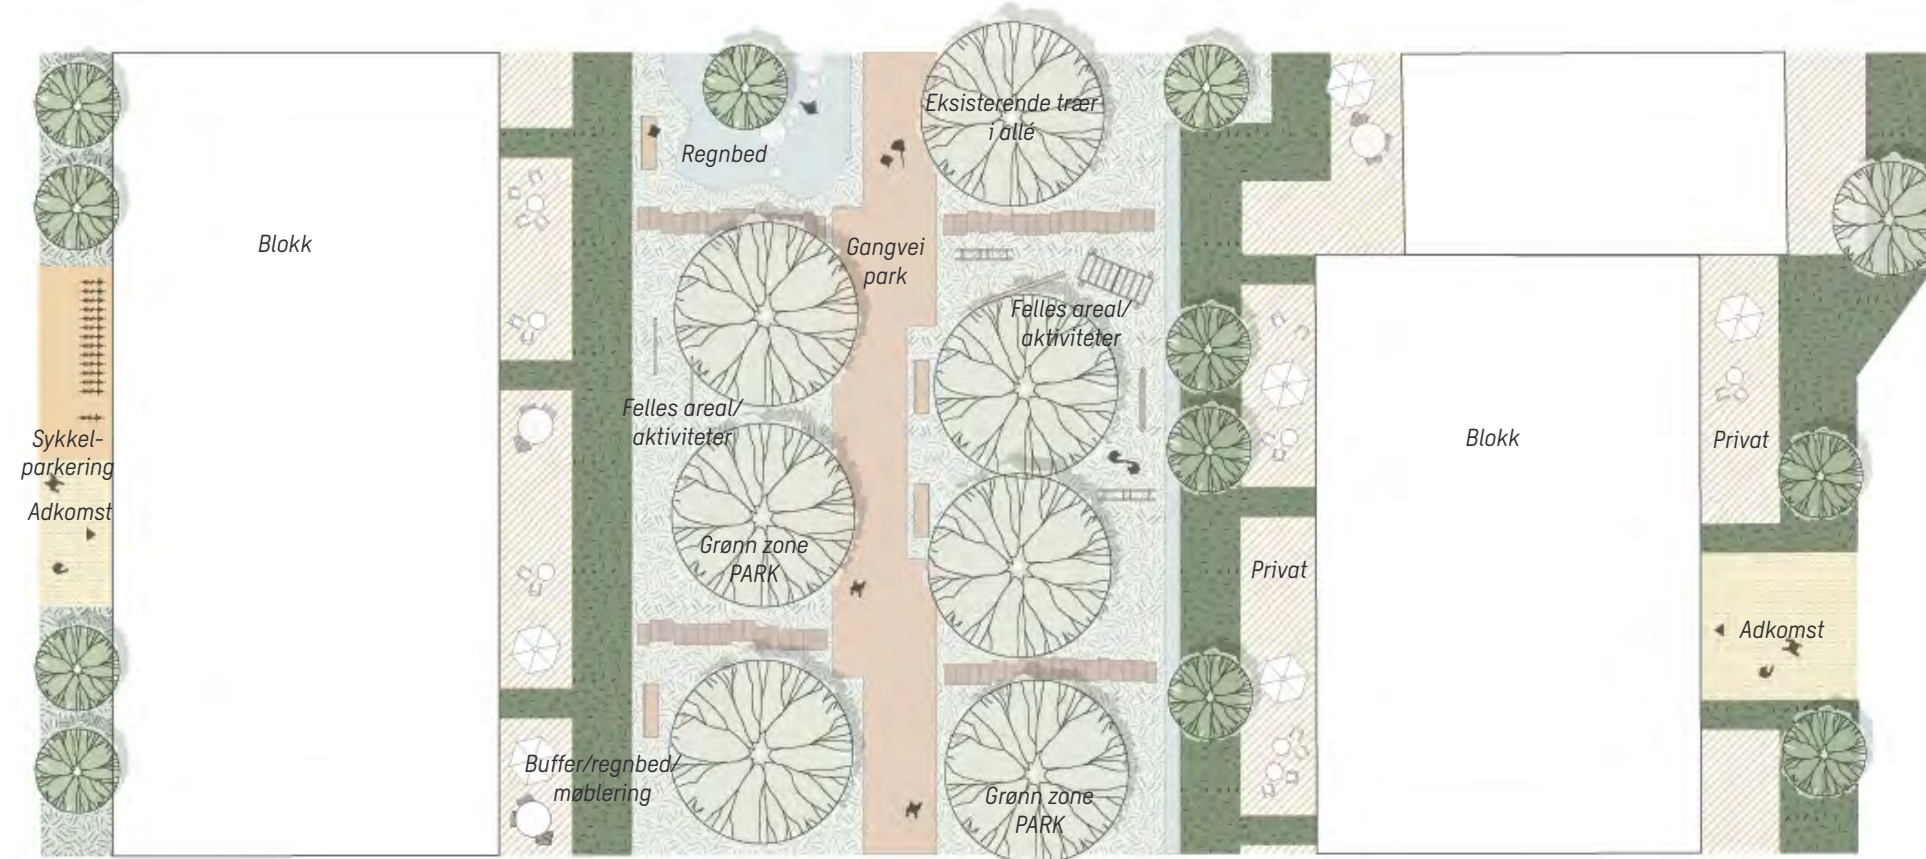 Eksisterende trær
i allé
Regnbed
Blokk
Gangvei
park
Felles areal/
aktiviteter
Felles areal/
aktiviteter
Sykkel-
parkering
Blokk
Privat
Adkomst
Grønn zone
PARK
Privat
Adkomst
Buffer/regnbed/
møblering
Grønn zone
PARK